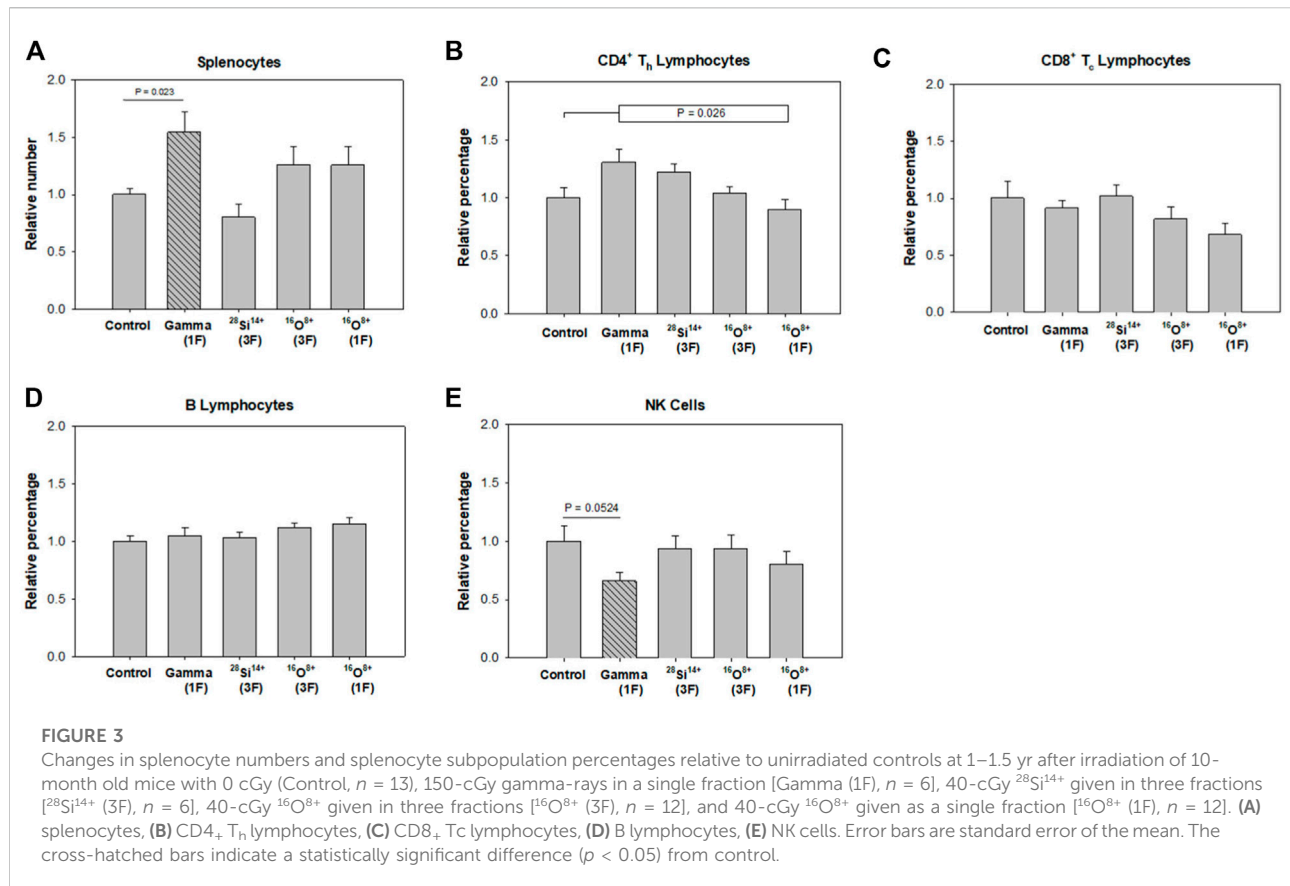 A
Splenocytes
Relative number
2.0
1.5
1.0
0.5
0.0
P = 0.023
Control
Gamma (1F)
²⁸Si¹⁴⁺ (3F)
¹⁶O⁸⁺ (3F)
¹⁶O⁸⁺ (1F)
B
CD4⁺ Tₕ Lymphocytes
Relative percentage
2.0
1.5
1.0
0.5
0.0
P = 0.026
Control
Gamma (1F)
²⁸Si¹⁴⁺ (3F)
¹⁶O⁸⁺ (3F)
¹⁶O⁸⁺ (1F)
C
CD8⁺ T꜀ Lymphocytes
Relative percentage
2.0
1.5
1.0
0.5
0.0
Control
Gamma (1F)
²⁸Si¹⁴⁺ (3F)
¹⁶O⁸⁺ (3F)
¹⁶O⁸⁺ (1F)
D
B Lymphocytes
Relative percentage
2.0
1.5
1.0
0.5
0.0
Control
Gamma (1F)
²⁸Si¹⁴⁺ (3F)
¹⁶O⁸⁺ (3F)
¹⁶O⁸⁺ (1F)
E
NK Cells
Relative percentage
2.0
1.5
1.0
0.5
0.0
P = 0.0524
Control
Gamma (1F)
²⁸Si¹⁴⁺ (3F)
¹⁶O⁸⁺ (3F)
¹⁶O⁸⁺ (1F)
FIGURE 3
Changes in splenocyte numbers and splenocyte subpopulation percentages relative to unirradiated controls at 1–1.5 yr after irradiation of 10-
month old mice with 0 cGy (Control, n = 13), 150-cGy gamma-rays in a single fraction [Gamma (1F), n = 6], 40-cGy ²⁸Si¹⁴⁺ given in three fractions
[²⁸Si¹⁴⁺ (3F), n = 6], 40-cGy ¹⁶O⁸⁺ given in three fractions [¹⁶O⁸⁺ (3F), n = 12], and 40-cGy ¹⁶O⁸⁺ given as a single fraction [¹⁶O⁸⁺ (1F), n = 12]. (A)
splenocytes, (B) CD4₊ Tₕ lymphocytes, (C) CD8₊ Tc lymphocytes, (D) B lymphocytes, (E) NK cells. Error bars are standard error of the mean. The
cross-hatched bars indicate a statistically significant difference (p < 0.05) from control.